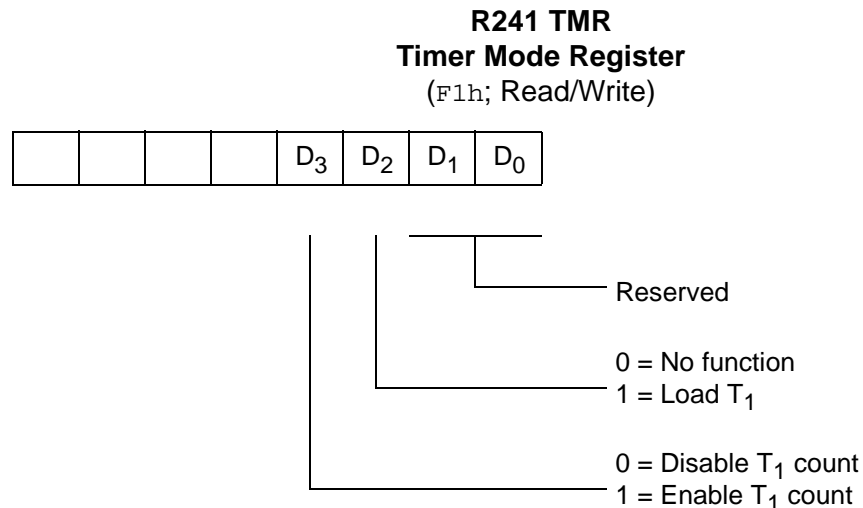 R241 TMR
Timer Mode Register
(F1h; Read/Write)
D3 D2 D1 D0
Reserved
0 = No function
1 = Load T1
0 = Disable T1 count
1 = Enable T1 count